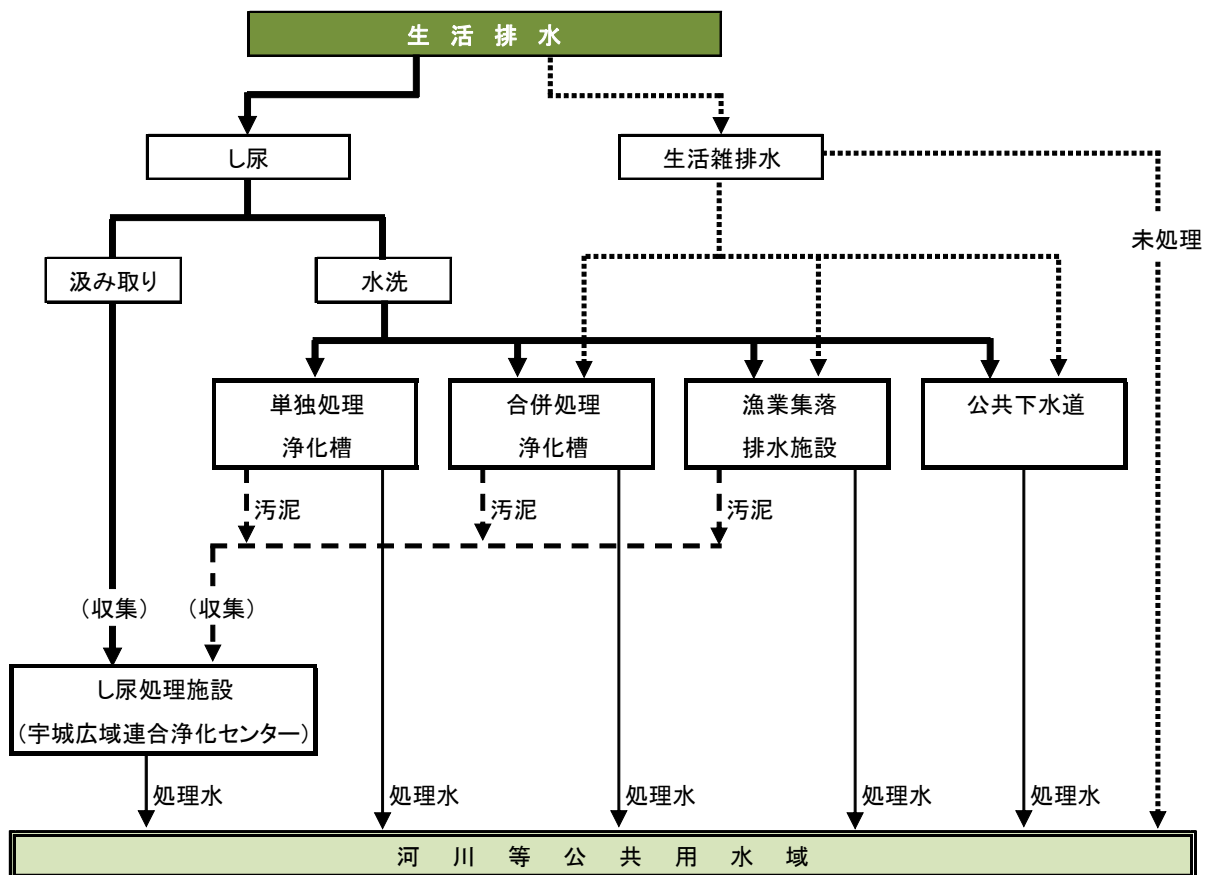 生活排水
し尿
生活雑排水
未処理
汲み取り
水洗
単独処理
浄化槽
合併処理
浄化槽
漁業集落
排水施設
公共下水道
汚泥
汚泥
汚泥
（収集）
（収集）
し尿処理施設
（宇城広域連合浄化センター）
処理水
処理水
処理水
処理水
処理水
河川等公共用水域